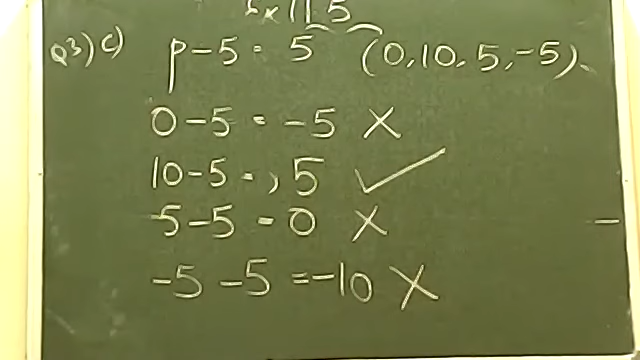 Q3) c) p-5 = 5 (0, 10, 5, -5).
0-5 = -5 X
10-5 = , 5 ✓
5-5 = 0 X
-5 -5 = -10 X